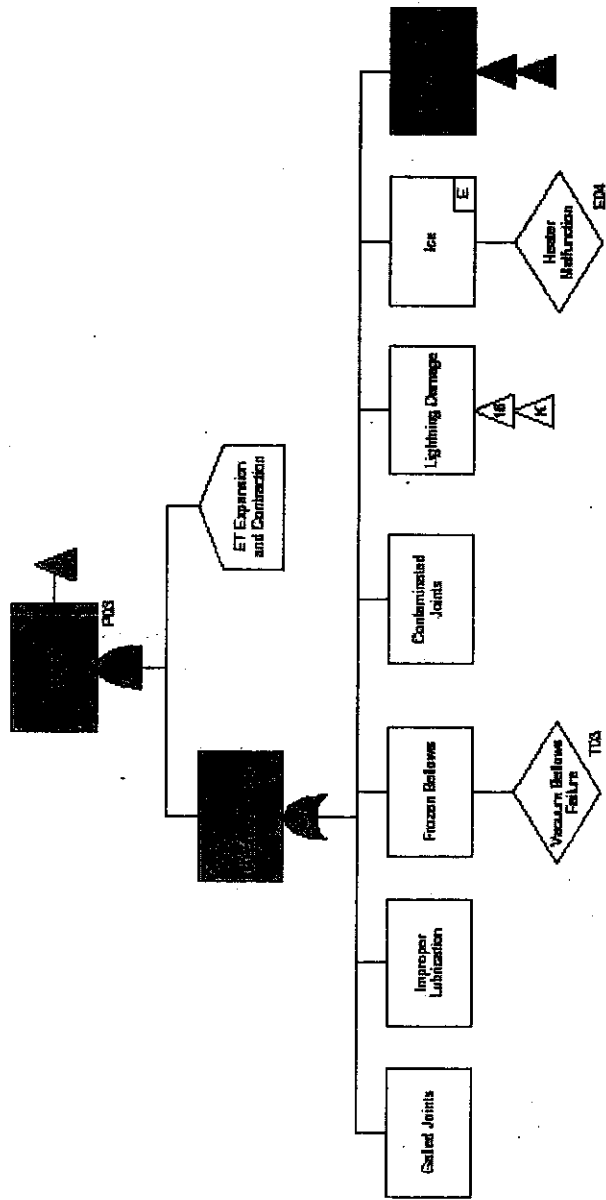 P03
ET Expansion
and Contraction
Galled Joints
Improper
Lubrication
Frozen Bellows
Contaminated
Joints
Lightning Damage
Ice
E
Vacuum Bellows
Failure
T03
16
K
Heater
Malfunction
E04